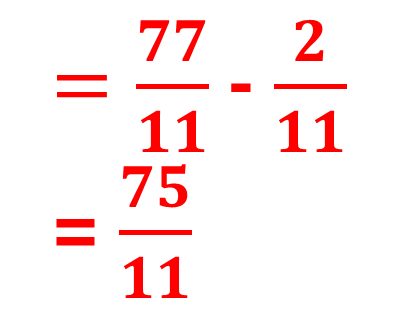 = 77/11 - 2/11
= 75/11